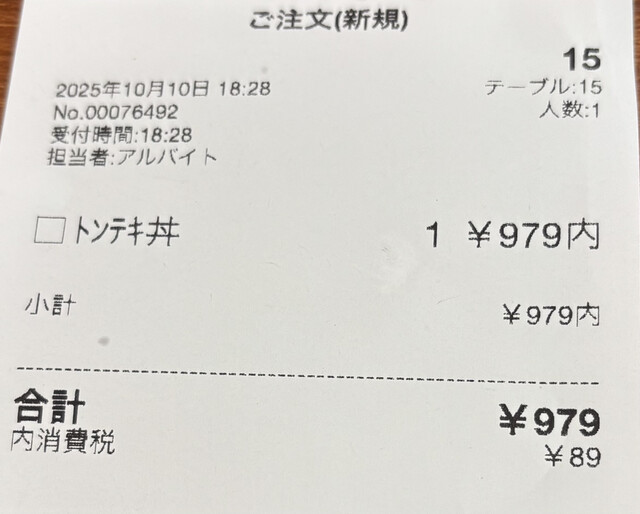 ご注文(新規)
15
2025年10月10日 18:28 テーブル:15
No.00076492 人数:1
受付時間:18:28
担当者:アルバイト
□ トンテキ丼 1 ¥979内
小計 ¥979内
合計 ¥979
内消費税 ¥89